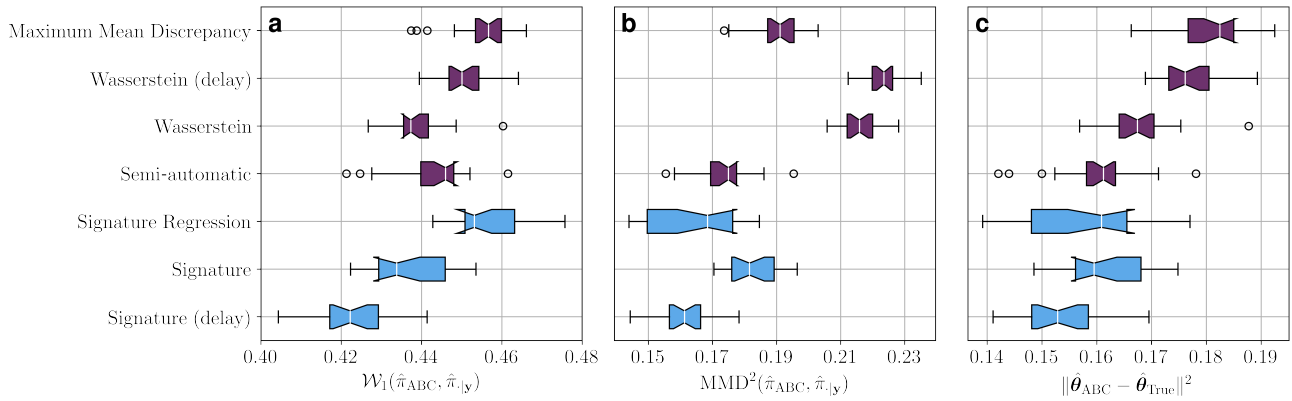 a
b
c
Maximum Mean Discrepancy
Wasserstein (delay)
Wasserstein
Semi-automatic
Signature Regression
Signature
Signature (delay)
0.40 0.42 0.44 0.46 0.48
0.15 0.17 0.19 0.21 0.23
0.14 0.15 0.16 0.17 0.18 0.19
𝒲₁(π̂_ABC, π̂_·|𝐲)
MMD²(π̂_ABC, π̂_·|𝐲)
‖𝜽̂_ABC − 𝜽̂_True‖²